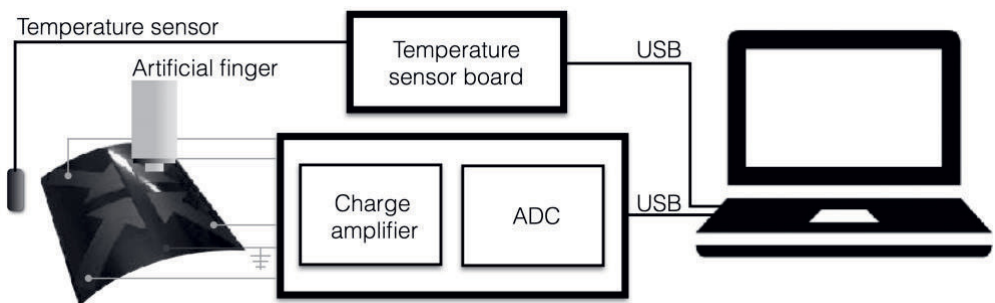 Temperature sensor
Artificial finger
Temperature
sensor board
USB
Charge
amplifier
ADC
USB